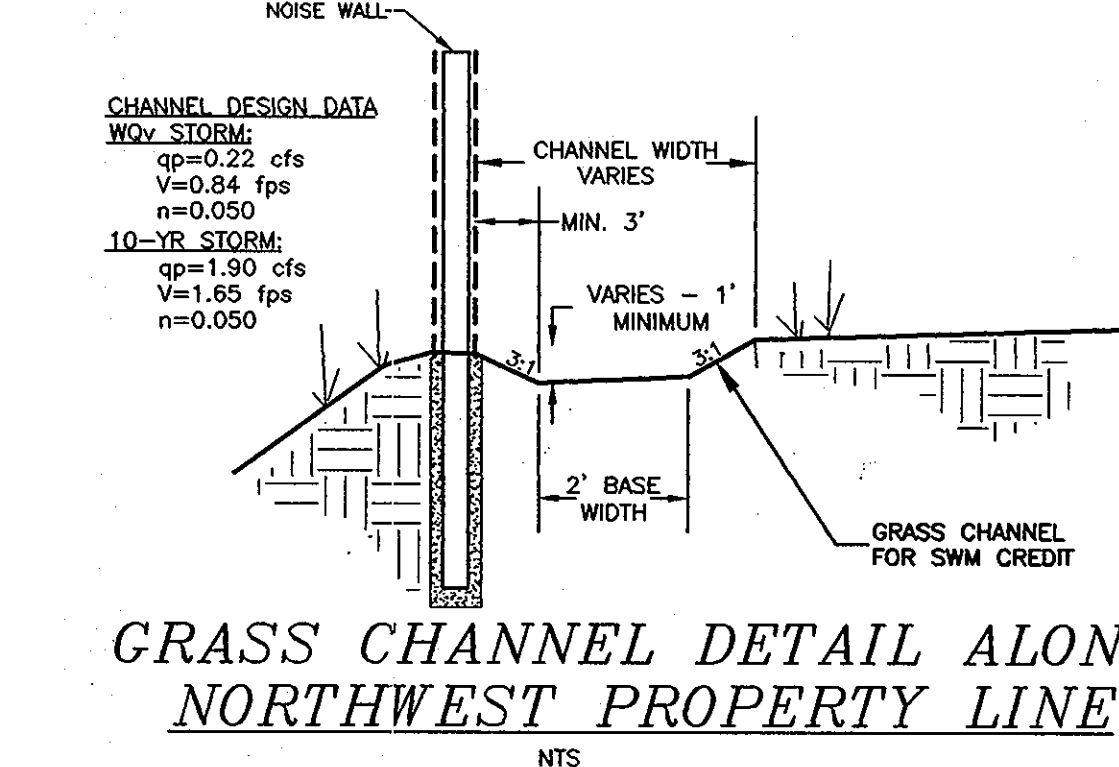 NOISE WALL
CHANNEL DESIGN DATA
WQv STORM:
qp=0.22 cfs
V=0.84 fps
n=0.050
10-YR STORM:
qp=1.90 cfs
V=1.65 fps
n=0.050
CHANNEL WIDTH
VARIES
MIN. 3'
VARIES - 1'
MINIMUM
3:1
3:1
2' BASE
WIDTH
GRASS CHANNEL
FOR SWM CREDIT
GRASS CHANNEL DETAIL ALON
NORTHWEST PROPERTY LINE
NTS